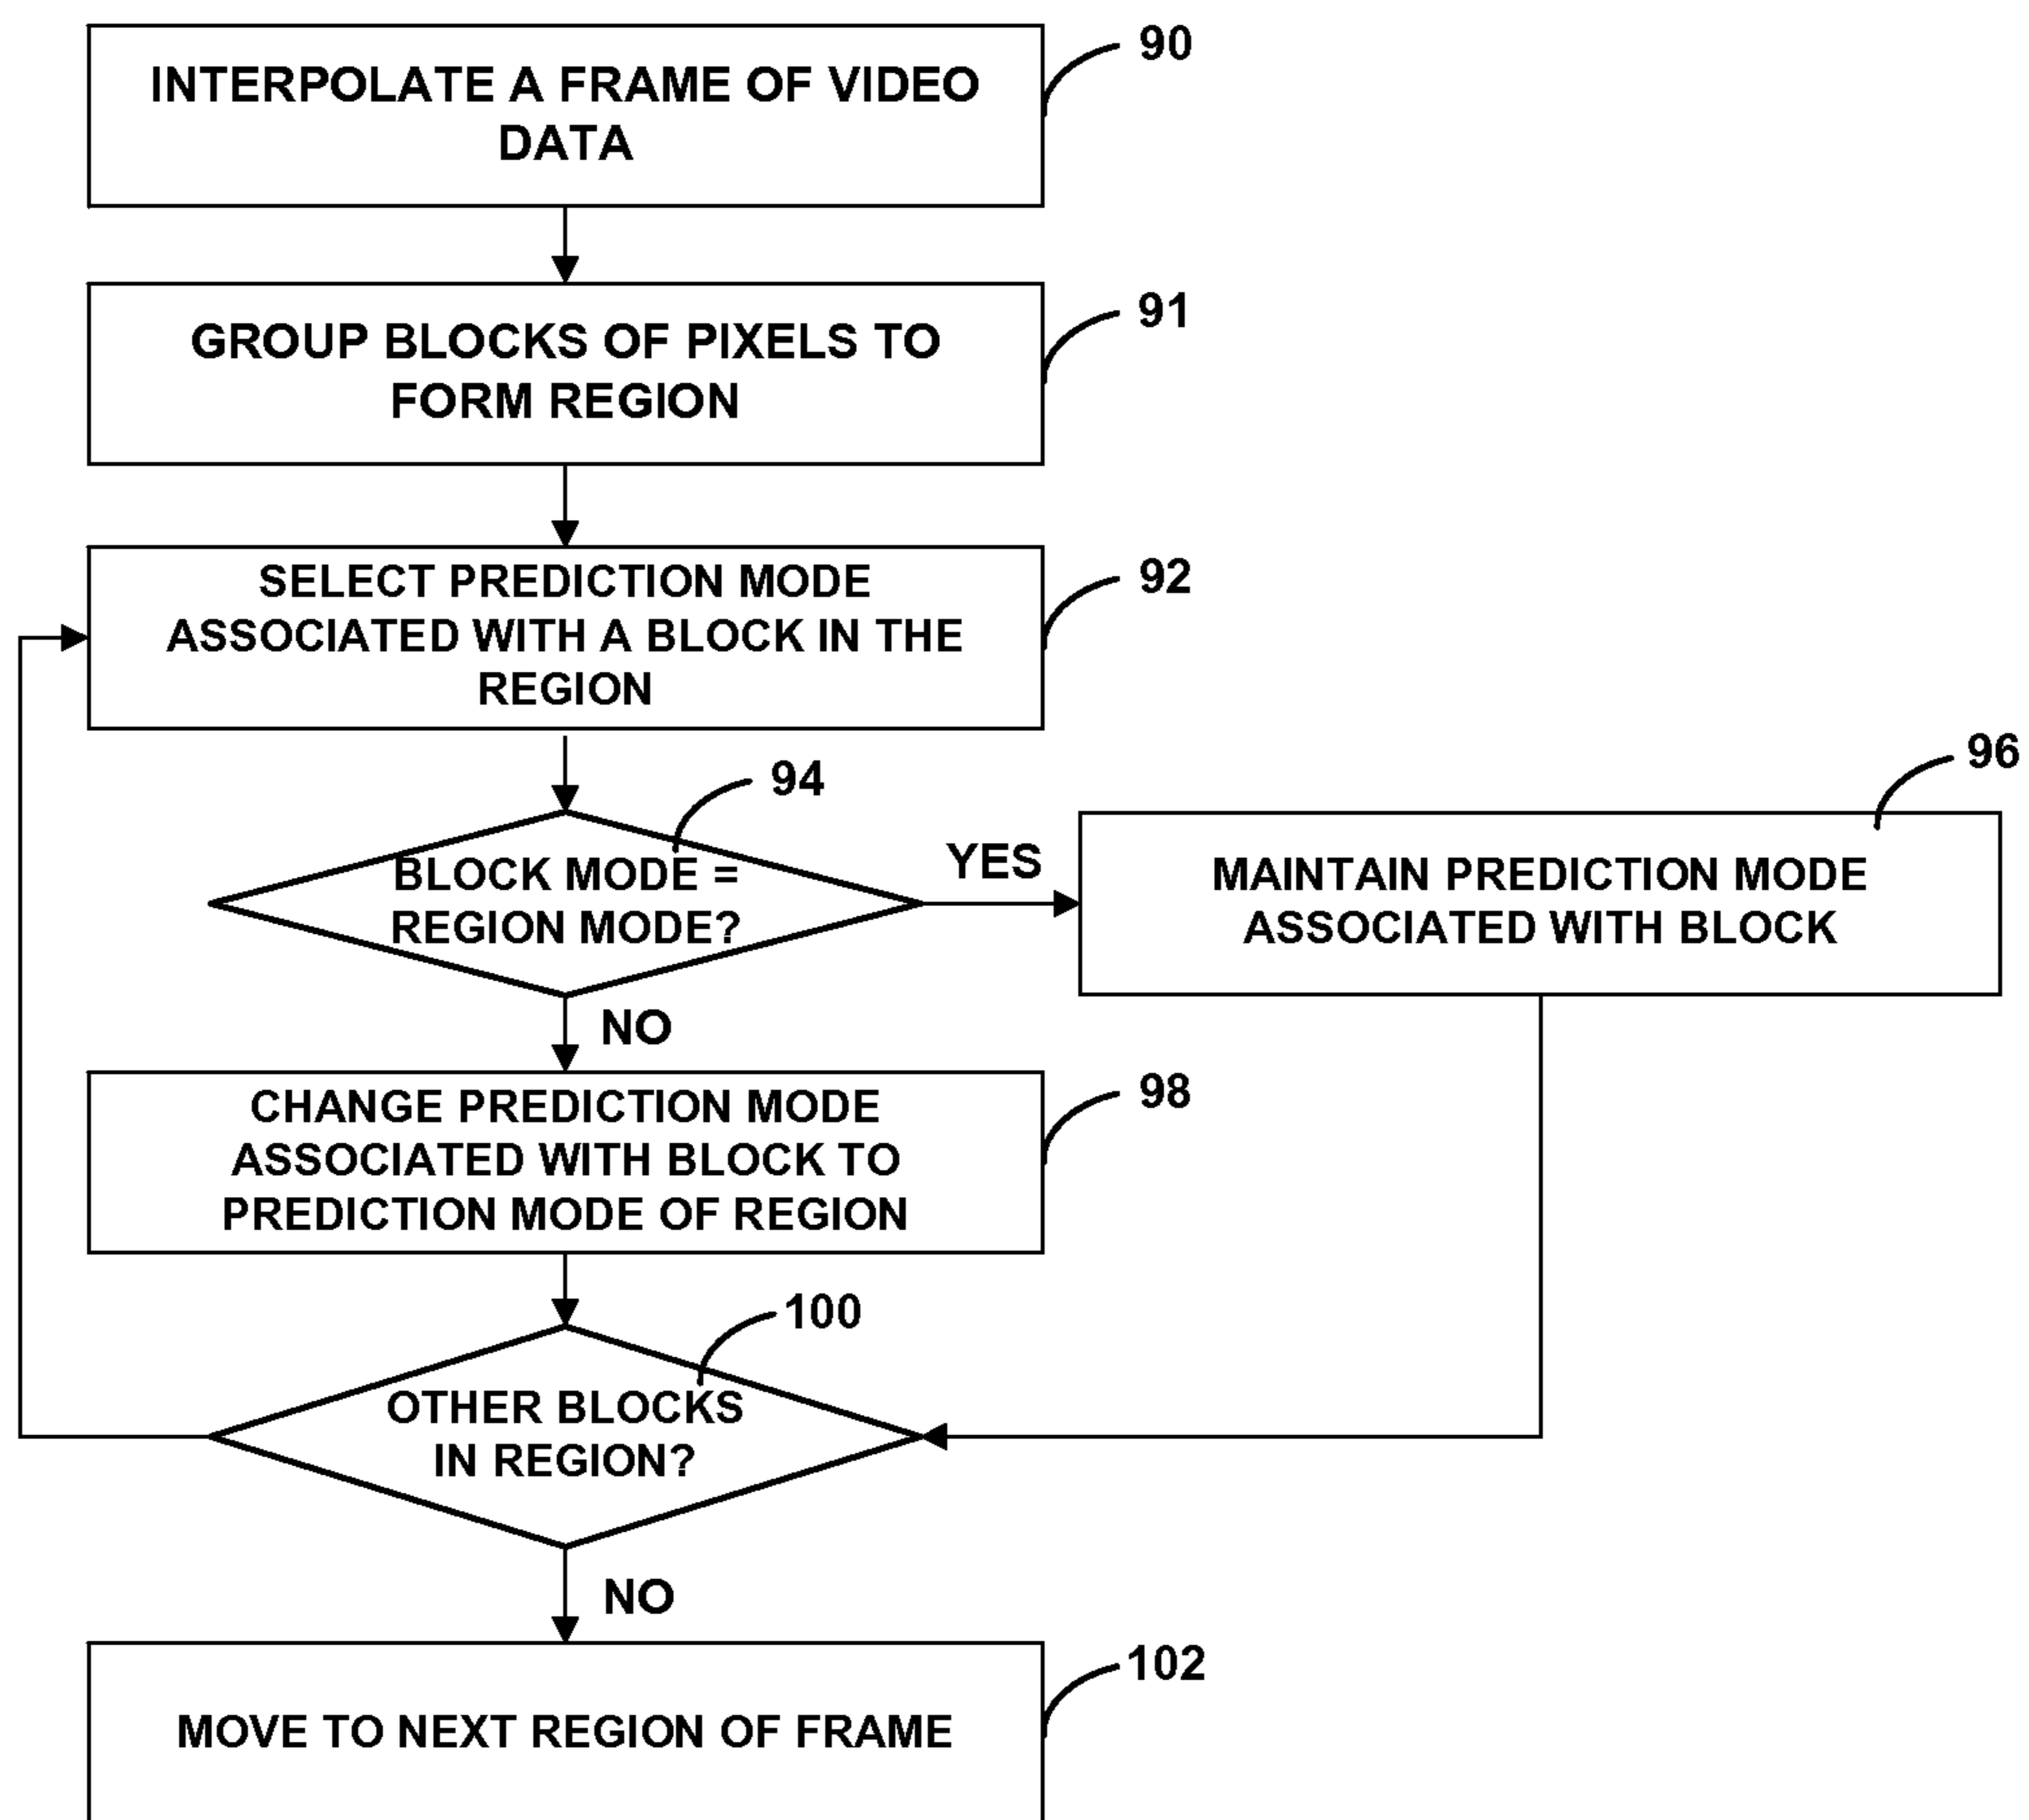 90
INTERPOLATE A FRAME OF VIDEO
DATA
91
GROUP BLOCKS OF PIXELS TO
FORM REGION
92
SELECT PREDICTION MODE
ASSOCIATED WITH A BLOCK IN THE
REGION
94
BLOCK MODE =
REGION MODE?
YES
96
MAINTAIN PREDICTION MODE
ASSOCIATED WITH BLOCK
NO
98
CHANGE PREDICTION MODE
ASSOCIATED WITH BLOCK TO
PREDICTION MODE OF REGION
100
OTHER BLOCKS
IN REGION?
NO
102
MOVE TO NEXT REGION OF FRAME